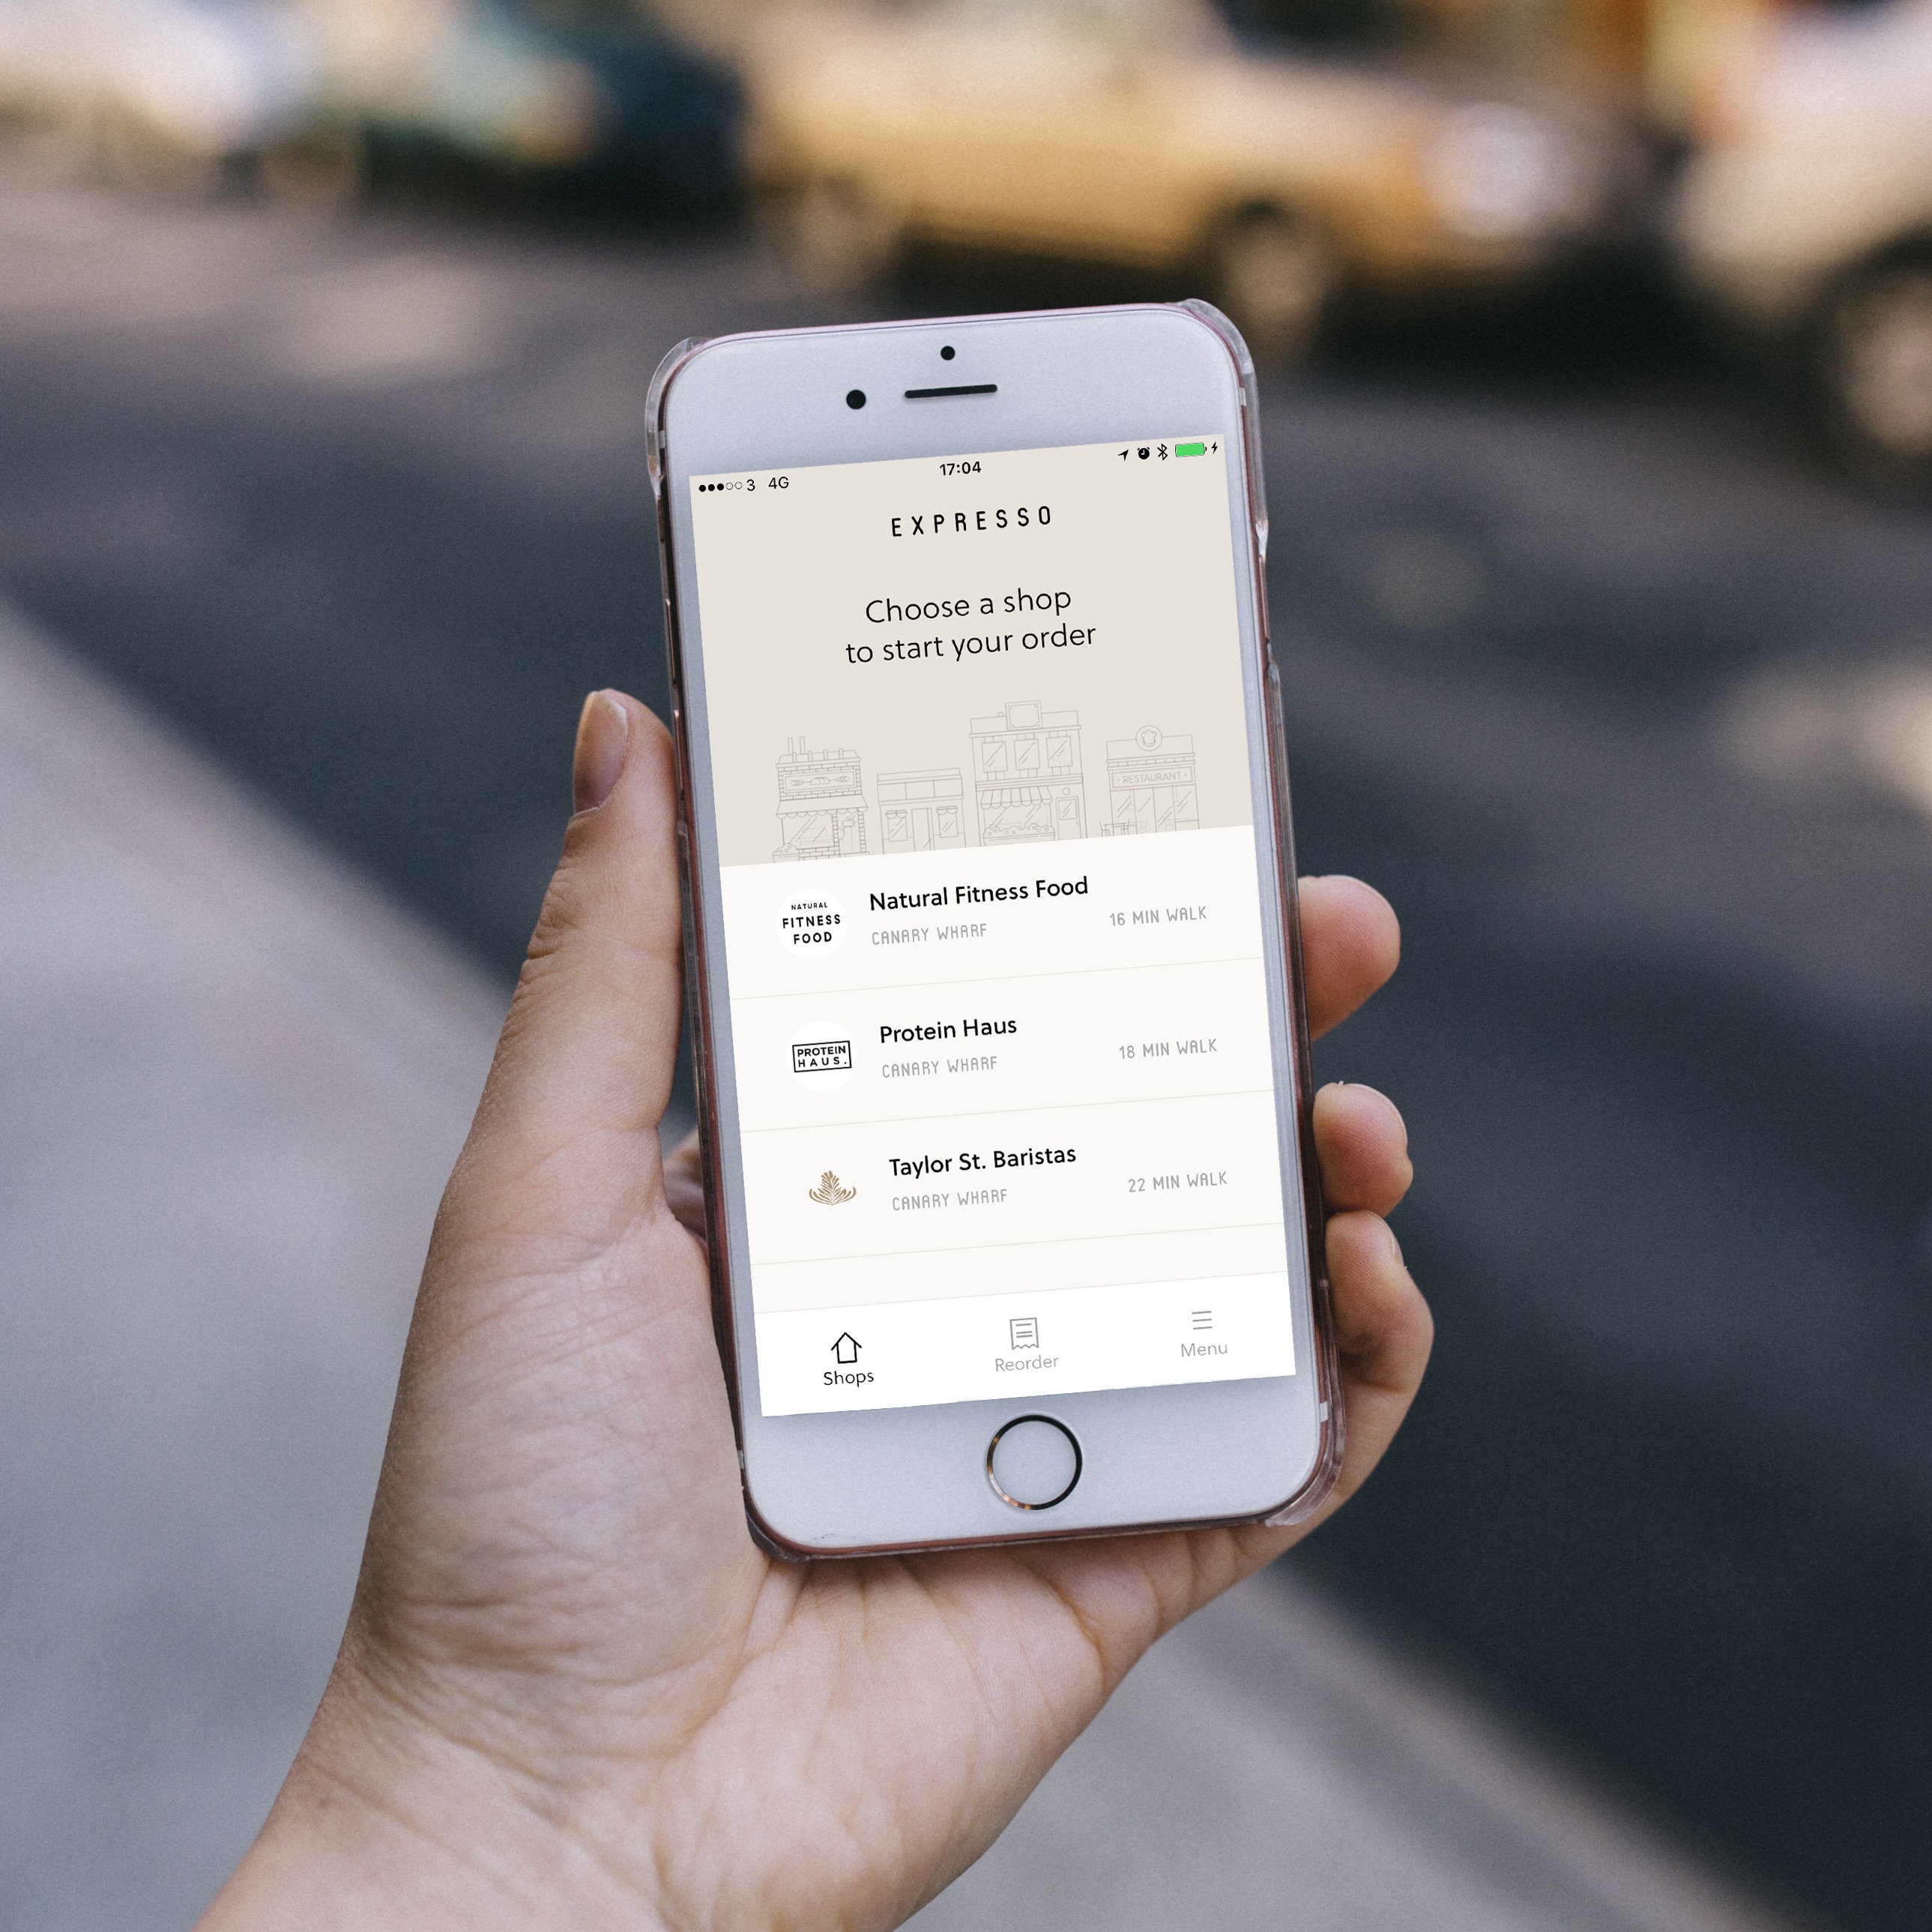 3 4G 17:04
EXPRESSO
Choose a shop
to start your order
RESTAURANT
NATURAL
FITNESS
FOOD
Natural Fitness Food
CANARY WHARF
16 MIN WALK
PROTEIN
HAUS.
Protein Haus
CANARY WHARF
18 MIN WALK
Taylor St. Baristas
CANARY WHARF
22 MIN WALK
Shops
Reorder
Menu